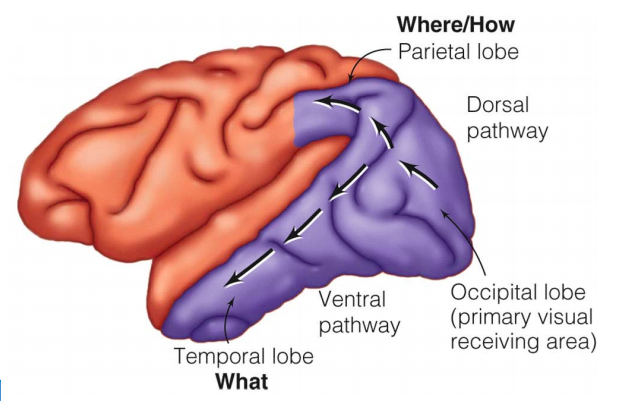 Where/How
Parietal lobe
Dorsal
pathway
Occipital lobe
(primary visual
receiving area)
Ventral
pathway
Temporal lobe
What